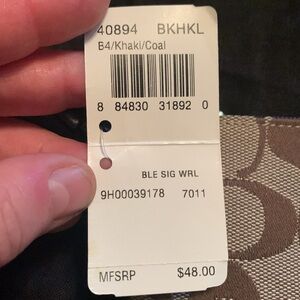 40894 BKHKL
B4/Khaki/Coal
8 84830 31892 0
BLE SIG WRL
9H00039178 7011
MFSRP $48.00